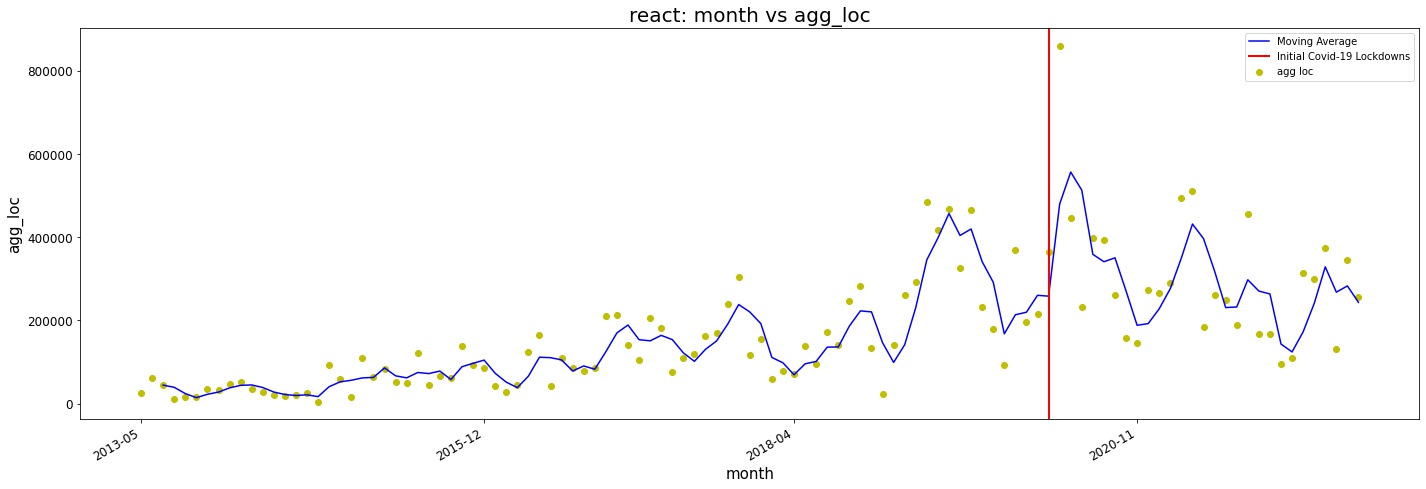 react: month vs agg_loc
Moving Average
Initial Covid-19 Lockdowns
agg loc
800000
600000
400000
200000
0
agg_loc
2013-05
2015-12
2018-04
2020-11
month